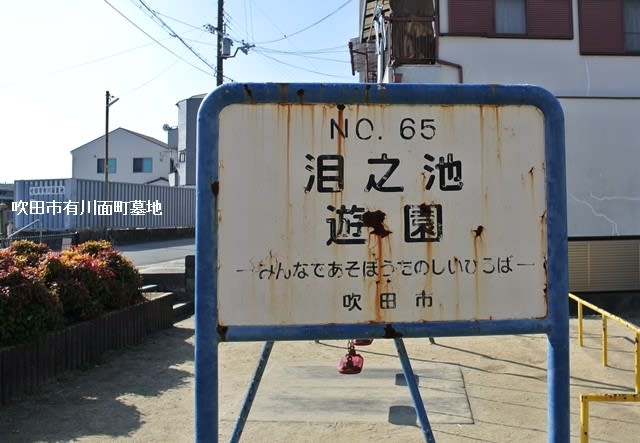 NO. 65
泪之池
遊園
ーみんなであそぼうたのしいひろばー
吹田市
吹田市有川面町墓地